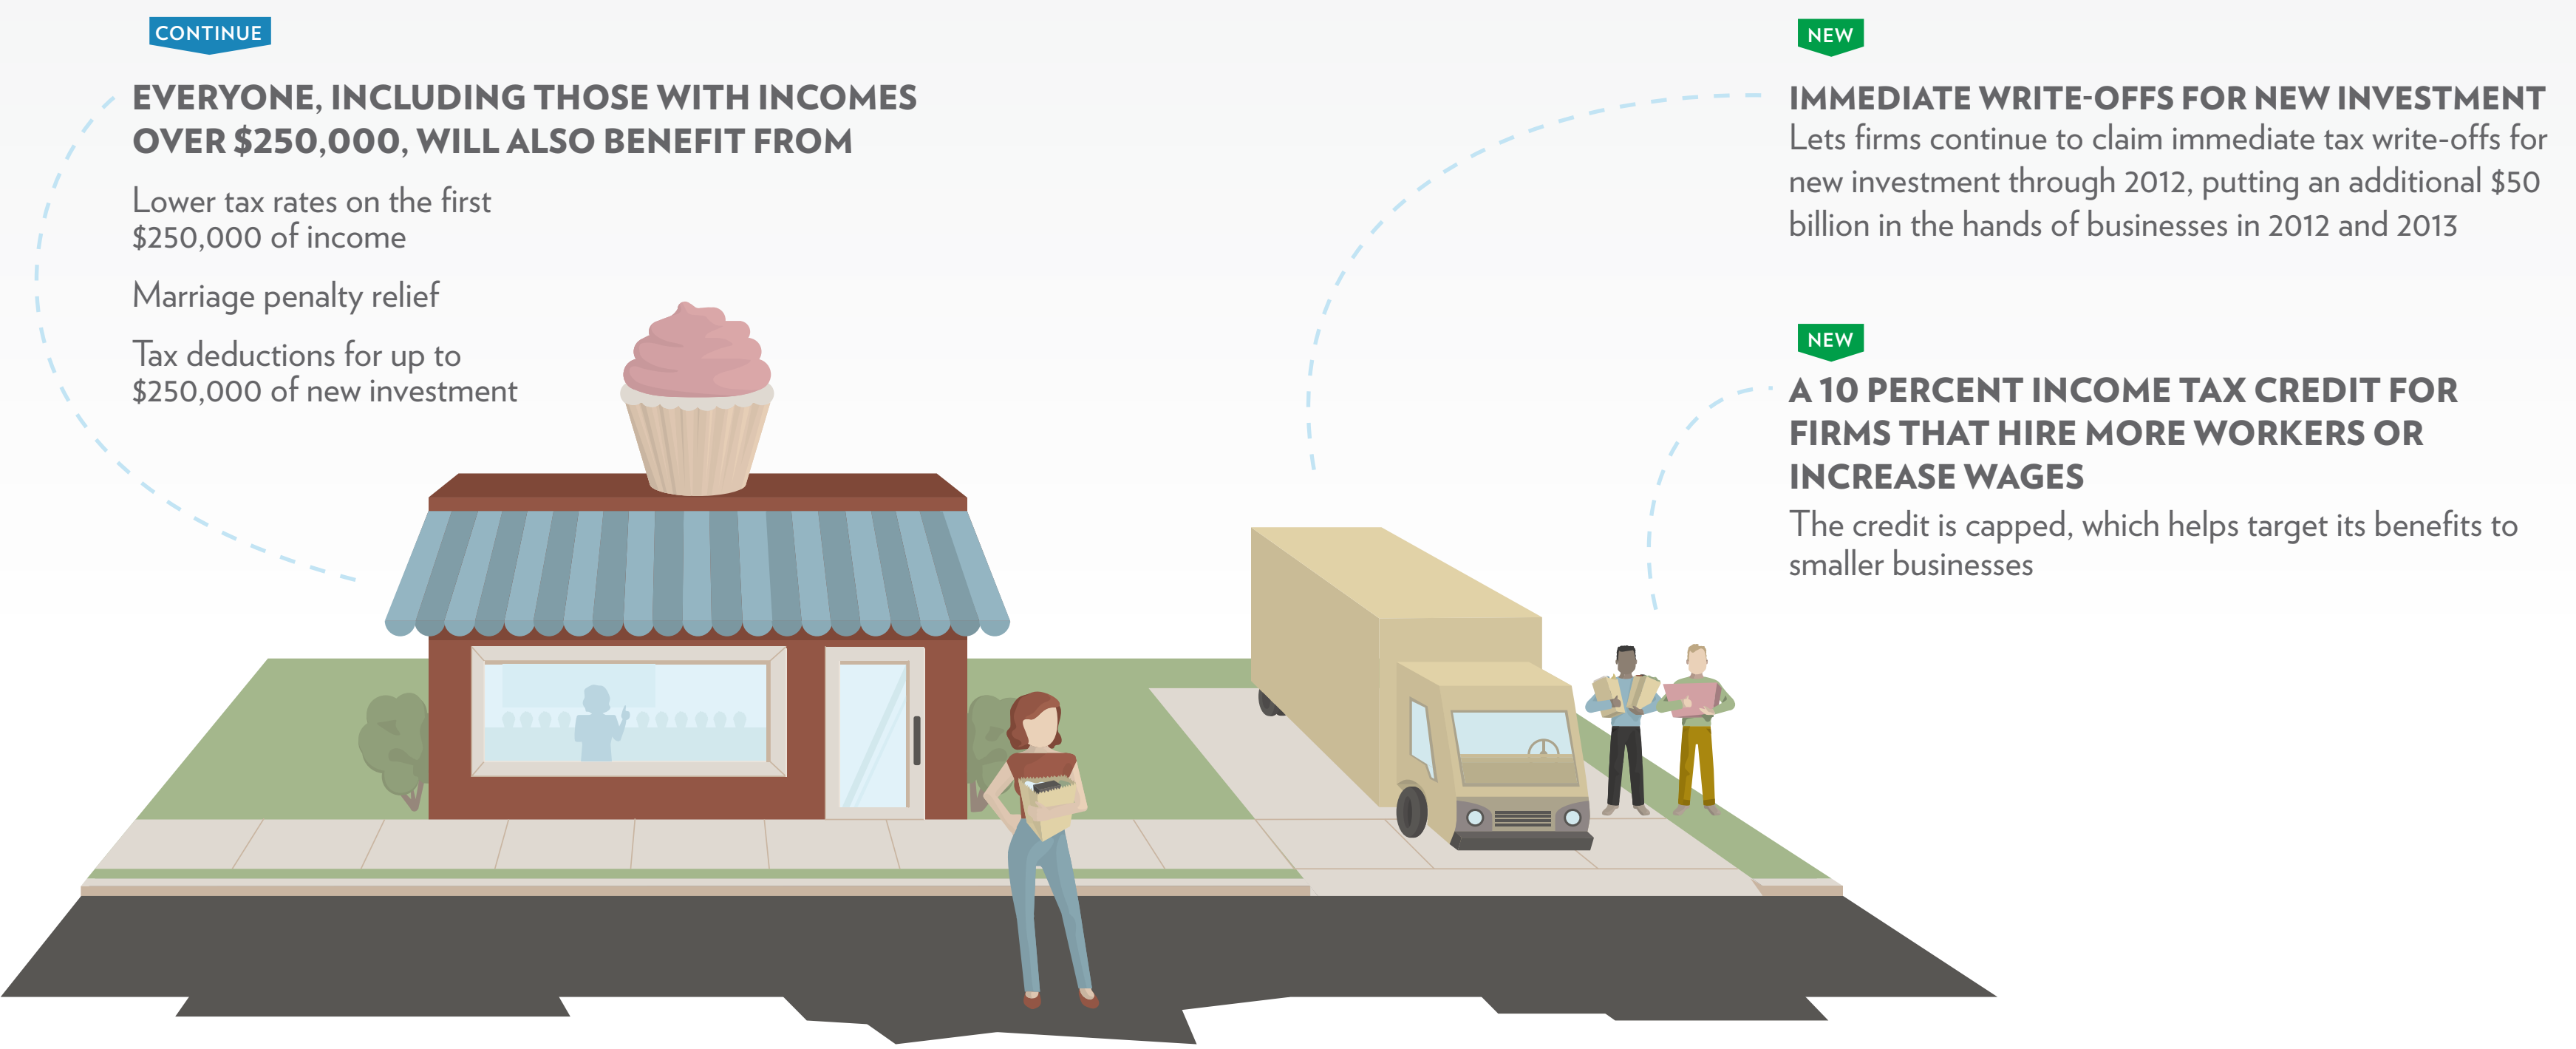 CONTINUE
EVERYONE, INCLUDING THOSE WITH INCOMES
OVER $250,000, WILL ALSO BENEFIT FROM
Lower tax rates on the first
$250,000 of income
Marriage penalty relief
Tax deductions for up to
$250,000 of new investment
NEW
IMMEDIATE WRITE-OFFS FOR NEW INVESTMENT
Lets firms continue to claim immediate tax write-offs for
new investment through 2012, putting an additional $50
billion in the hands of businesses in 2012 and 2013
NEW
A 10 PERCENT INCOME TAX CREDIT FOR
FIRMS THAT HIRE MORE WORKERS OR
INCREASE WAGES
The credit is capped, which helps target its benefits to
smaller businesses